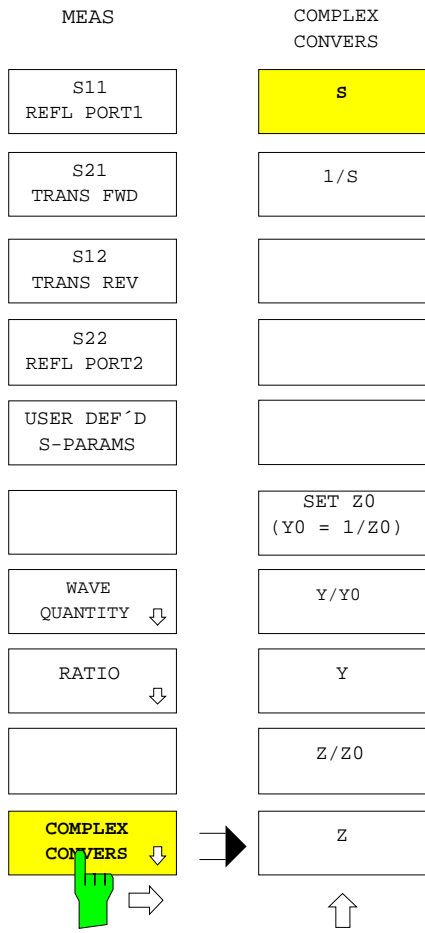 MEAS
S11
REFL PORT1
S21
TRANS FWD
S12
TRANS REV
S22
REFL PORT2
USER DEF´D
S-PARAMS
WAVE
QUANTITY
RATIO
COMPLEX
CONVERS
COMPLEX
CONVERS
S
1/S
SET Z0
(Y0 = 1/Z0)
Y/Y0
Y
Z/Z0
Z